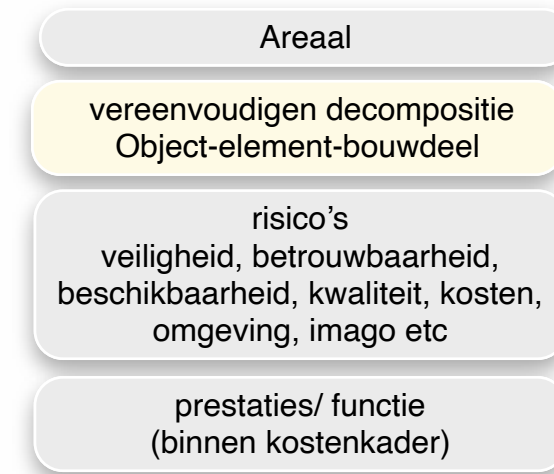 Areaal
vereenvoudigen decompositie
Object-element-bouwdeel
risico’s
veiligheid, betrouwbaarheid,
beschikbaarheid, kwaliteit, kosten,
omgeving, imago etc
prestaties/ functie
(binnen kostenkader)